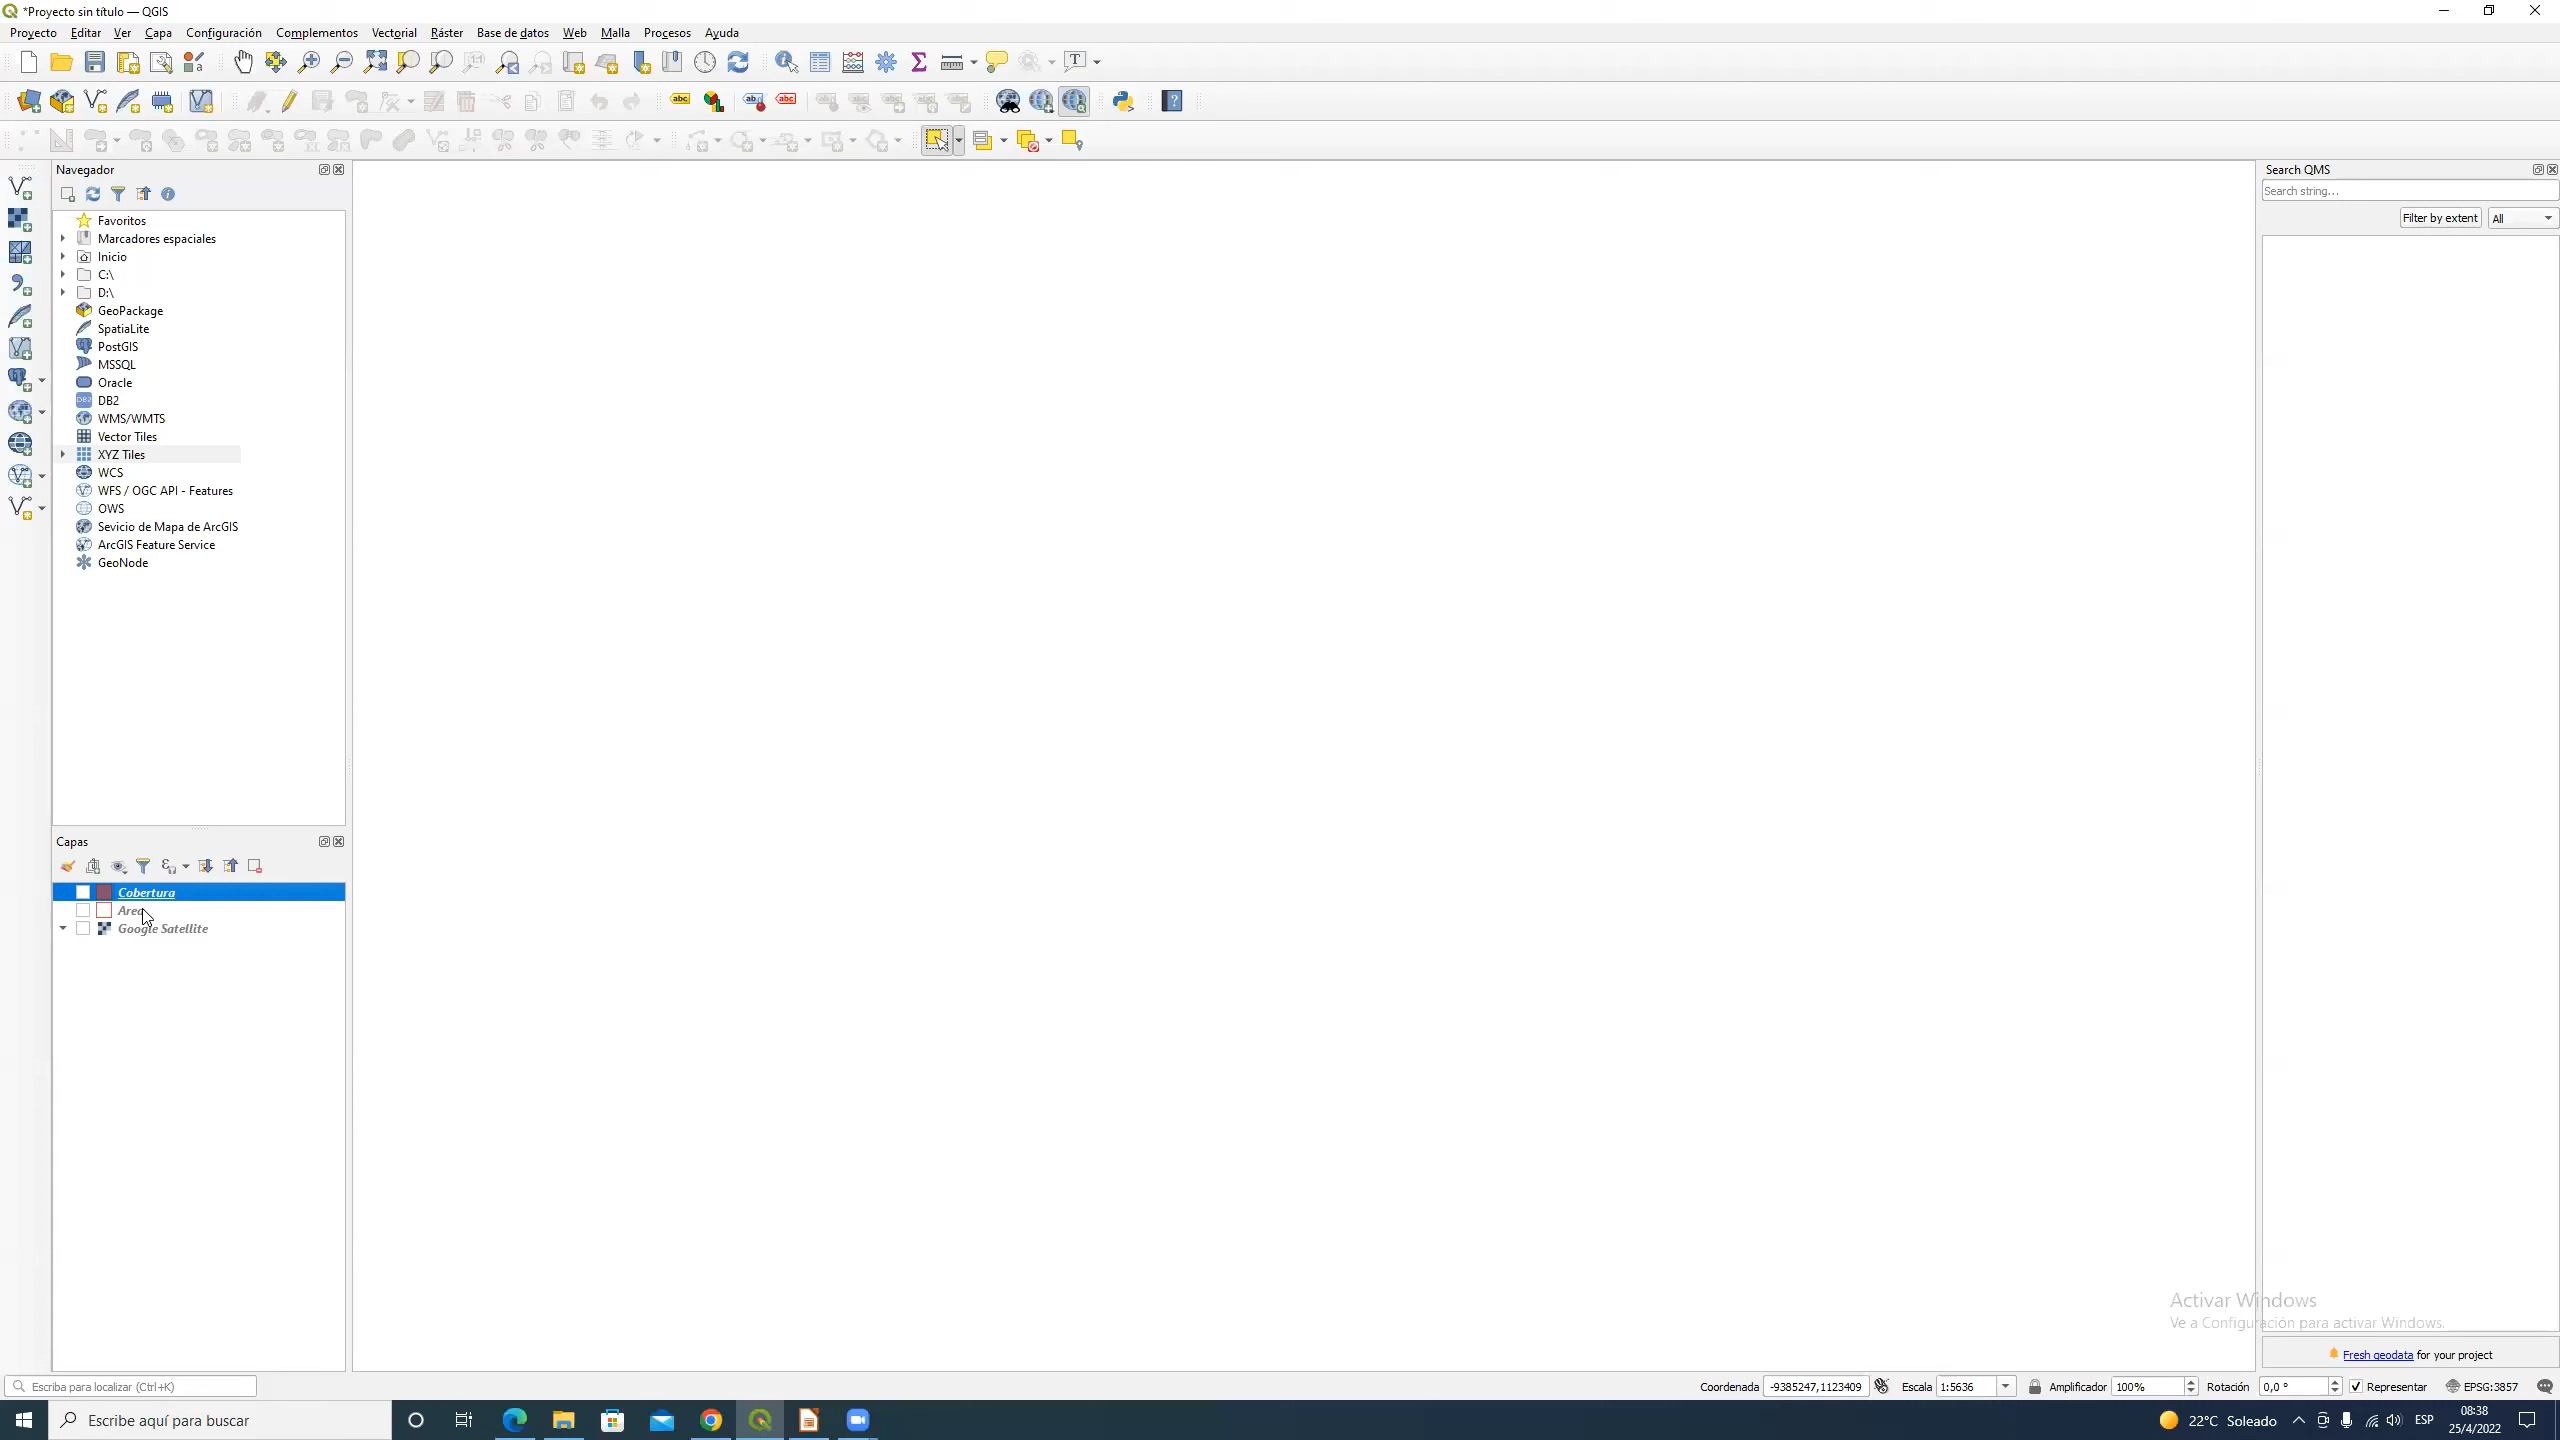 *Proyecto sin título — QGIS
Proyecto Editar Ver Capa Configuración Complementos Vectorial Ráster Base de datos Web Malla Procesos Ayuda
Navegador
Favoritos
Marcadores espaciales
Inicio
C:\
D:\
GeoPackage
SpatiaLite
PostGIS
MSSQL
Oracle
DB2
WMS/WMTS
Vector Tiles
XYZ Tiles
WCS
WFS / OGC API - Features
OWS
Sevicio de Mapa de ArcGIS
ArcGIS Feature Service
GeoNode
Capas
Cobertura
Area
Google Satellite
Search QMS
Search string...
Filter by extent All
Activar Windows
Ve a Configuración para activar Windows.
Fresh geodata for your project
Escriba para localizar (Ctrl+K)
Coordenada -9385247,1123409 Escala 1:5636 Amplificador 100% Rotación 0,0 ° Representar EPSG:3857
Escribe aquí para buscar
22°C Soleado ESP
08:38
25/4/2022